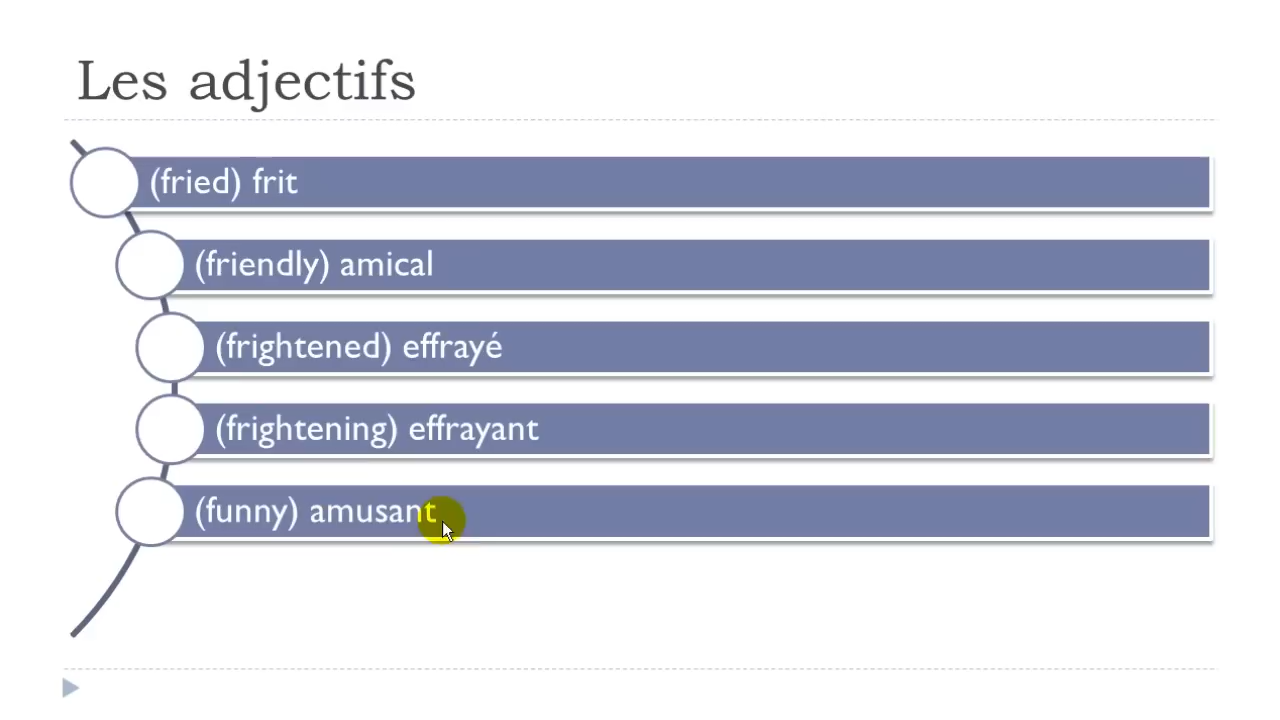 Les adjectifs
(fried) frit
(friendly) amical
(frightened) effrayé
(frightening) effrayant
(funny) amusant